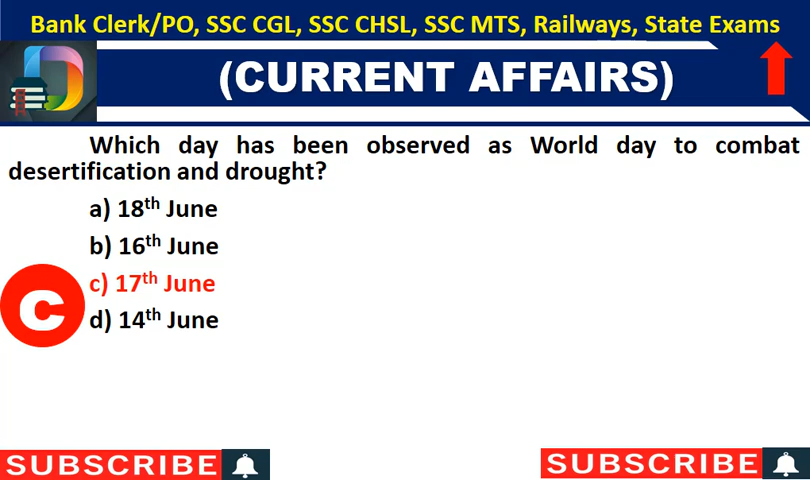 Bank Clerk/PO, SSC CGL, SSC CHSL, SSC MTS, Railways, State Exams
(CURRENT AFFAIRS)
Which day has been observed as World day to combat
desertification and drought?
a) 18th June
b) 16th June
c) 17th June
C
d) 14th June
SUBSCRIBE
SUBSCRIBE